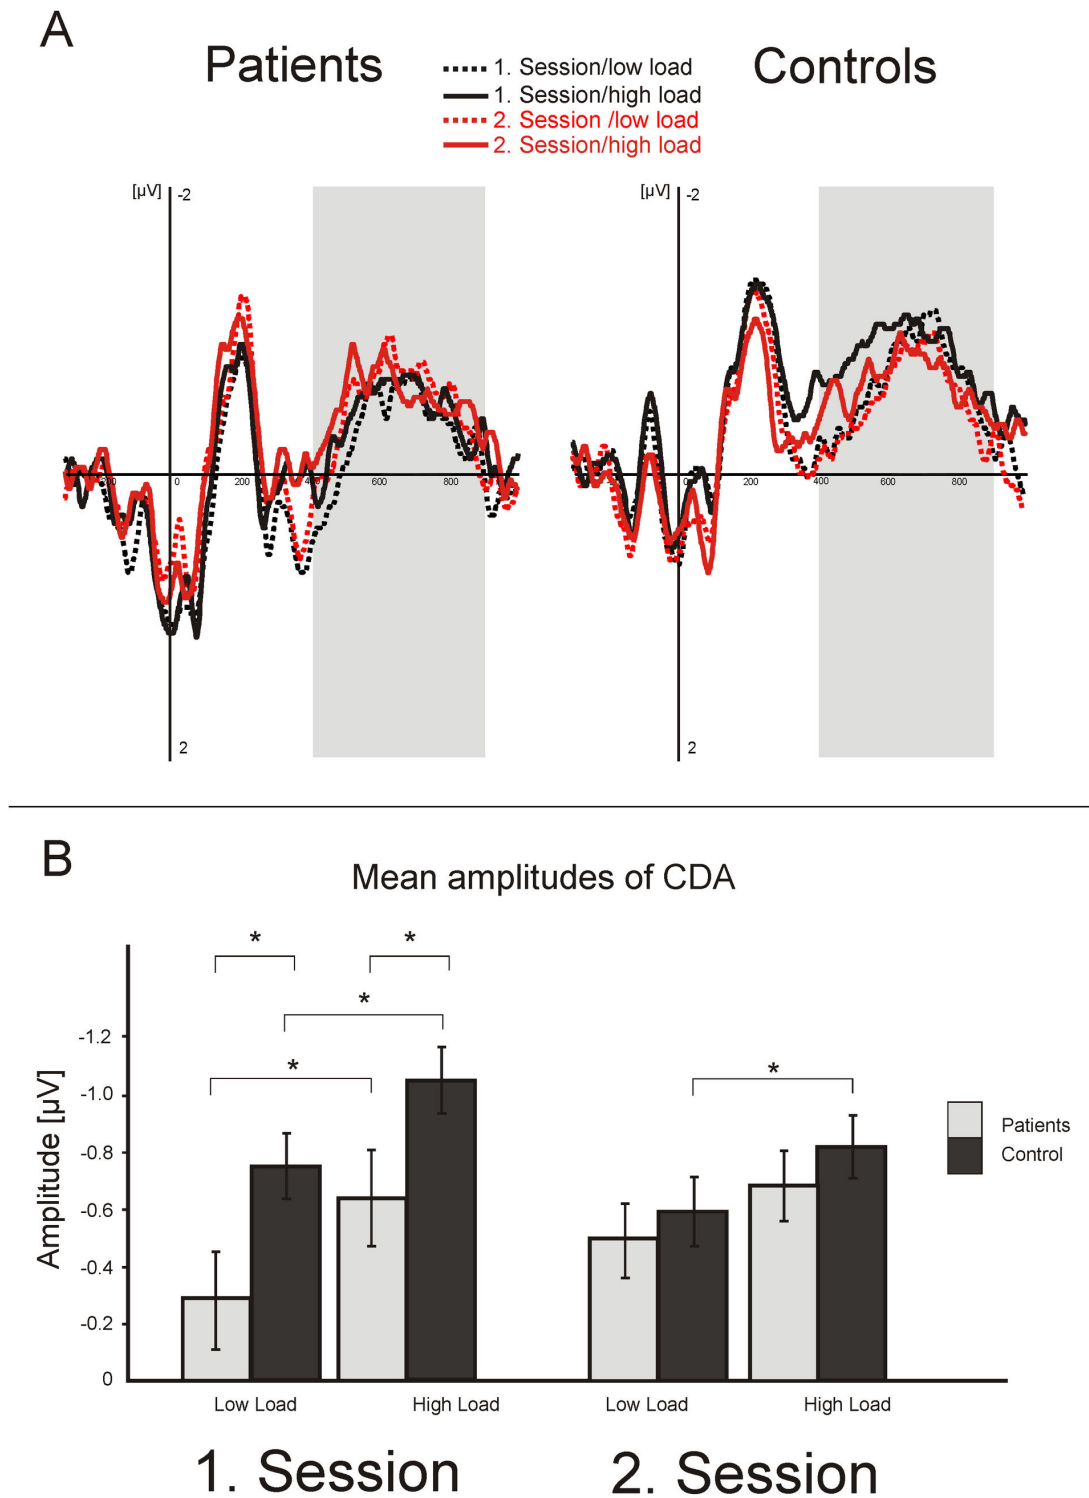 A
Patients
1. Session/low load
1. Session/high load
2. Session /low load
2. Session/high load
Controls
[µV]
-2
200
0
200
400
600
800
2
[µV]
-2
0
200
400
600
800
B
Mean amplitudes of CDA
*
*
*
*
*
Amplitude [µV]
-1.2
-1.0
-0.8
-0.6
-0.4
-0.2
0
Patients
Control
Low Load
High Load
Low Load
High Load
1. Session
2. Session
2